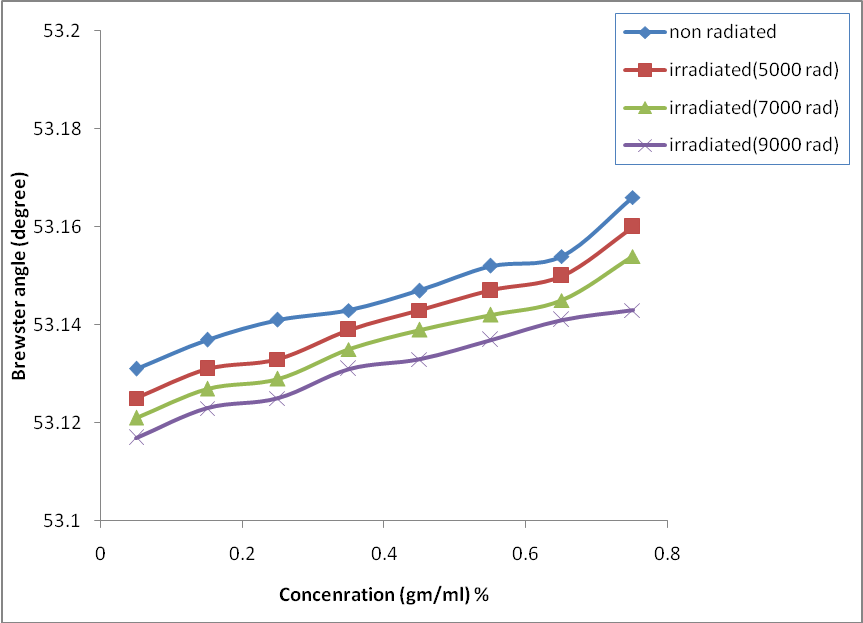 53.2
53.18
53.16
53.14
53.12
53.1
0
0.2
0.4
0.6
0.8
Brewster angle (degree)
Concenration (gm/ml) %
non radiated
irradiated(5000 rad)
irradiated(7000 rad)
irradiated(9000 rad)